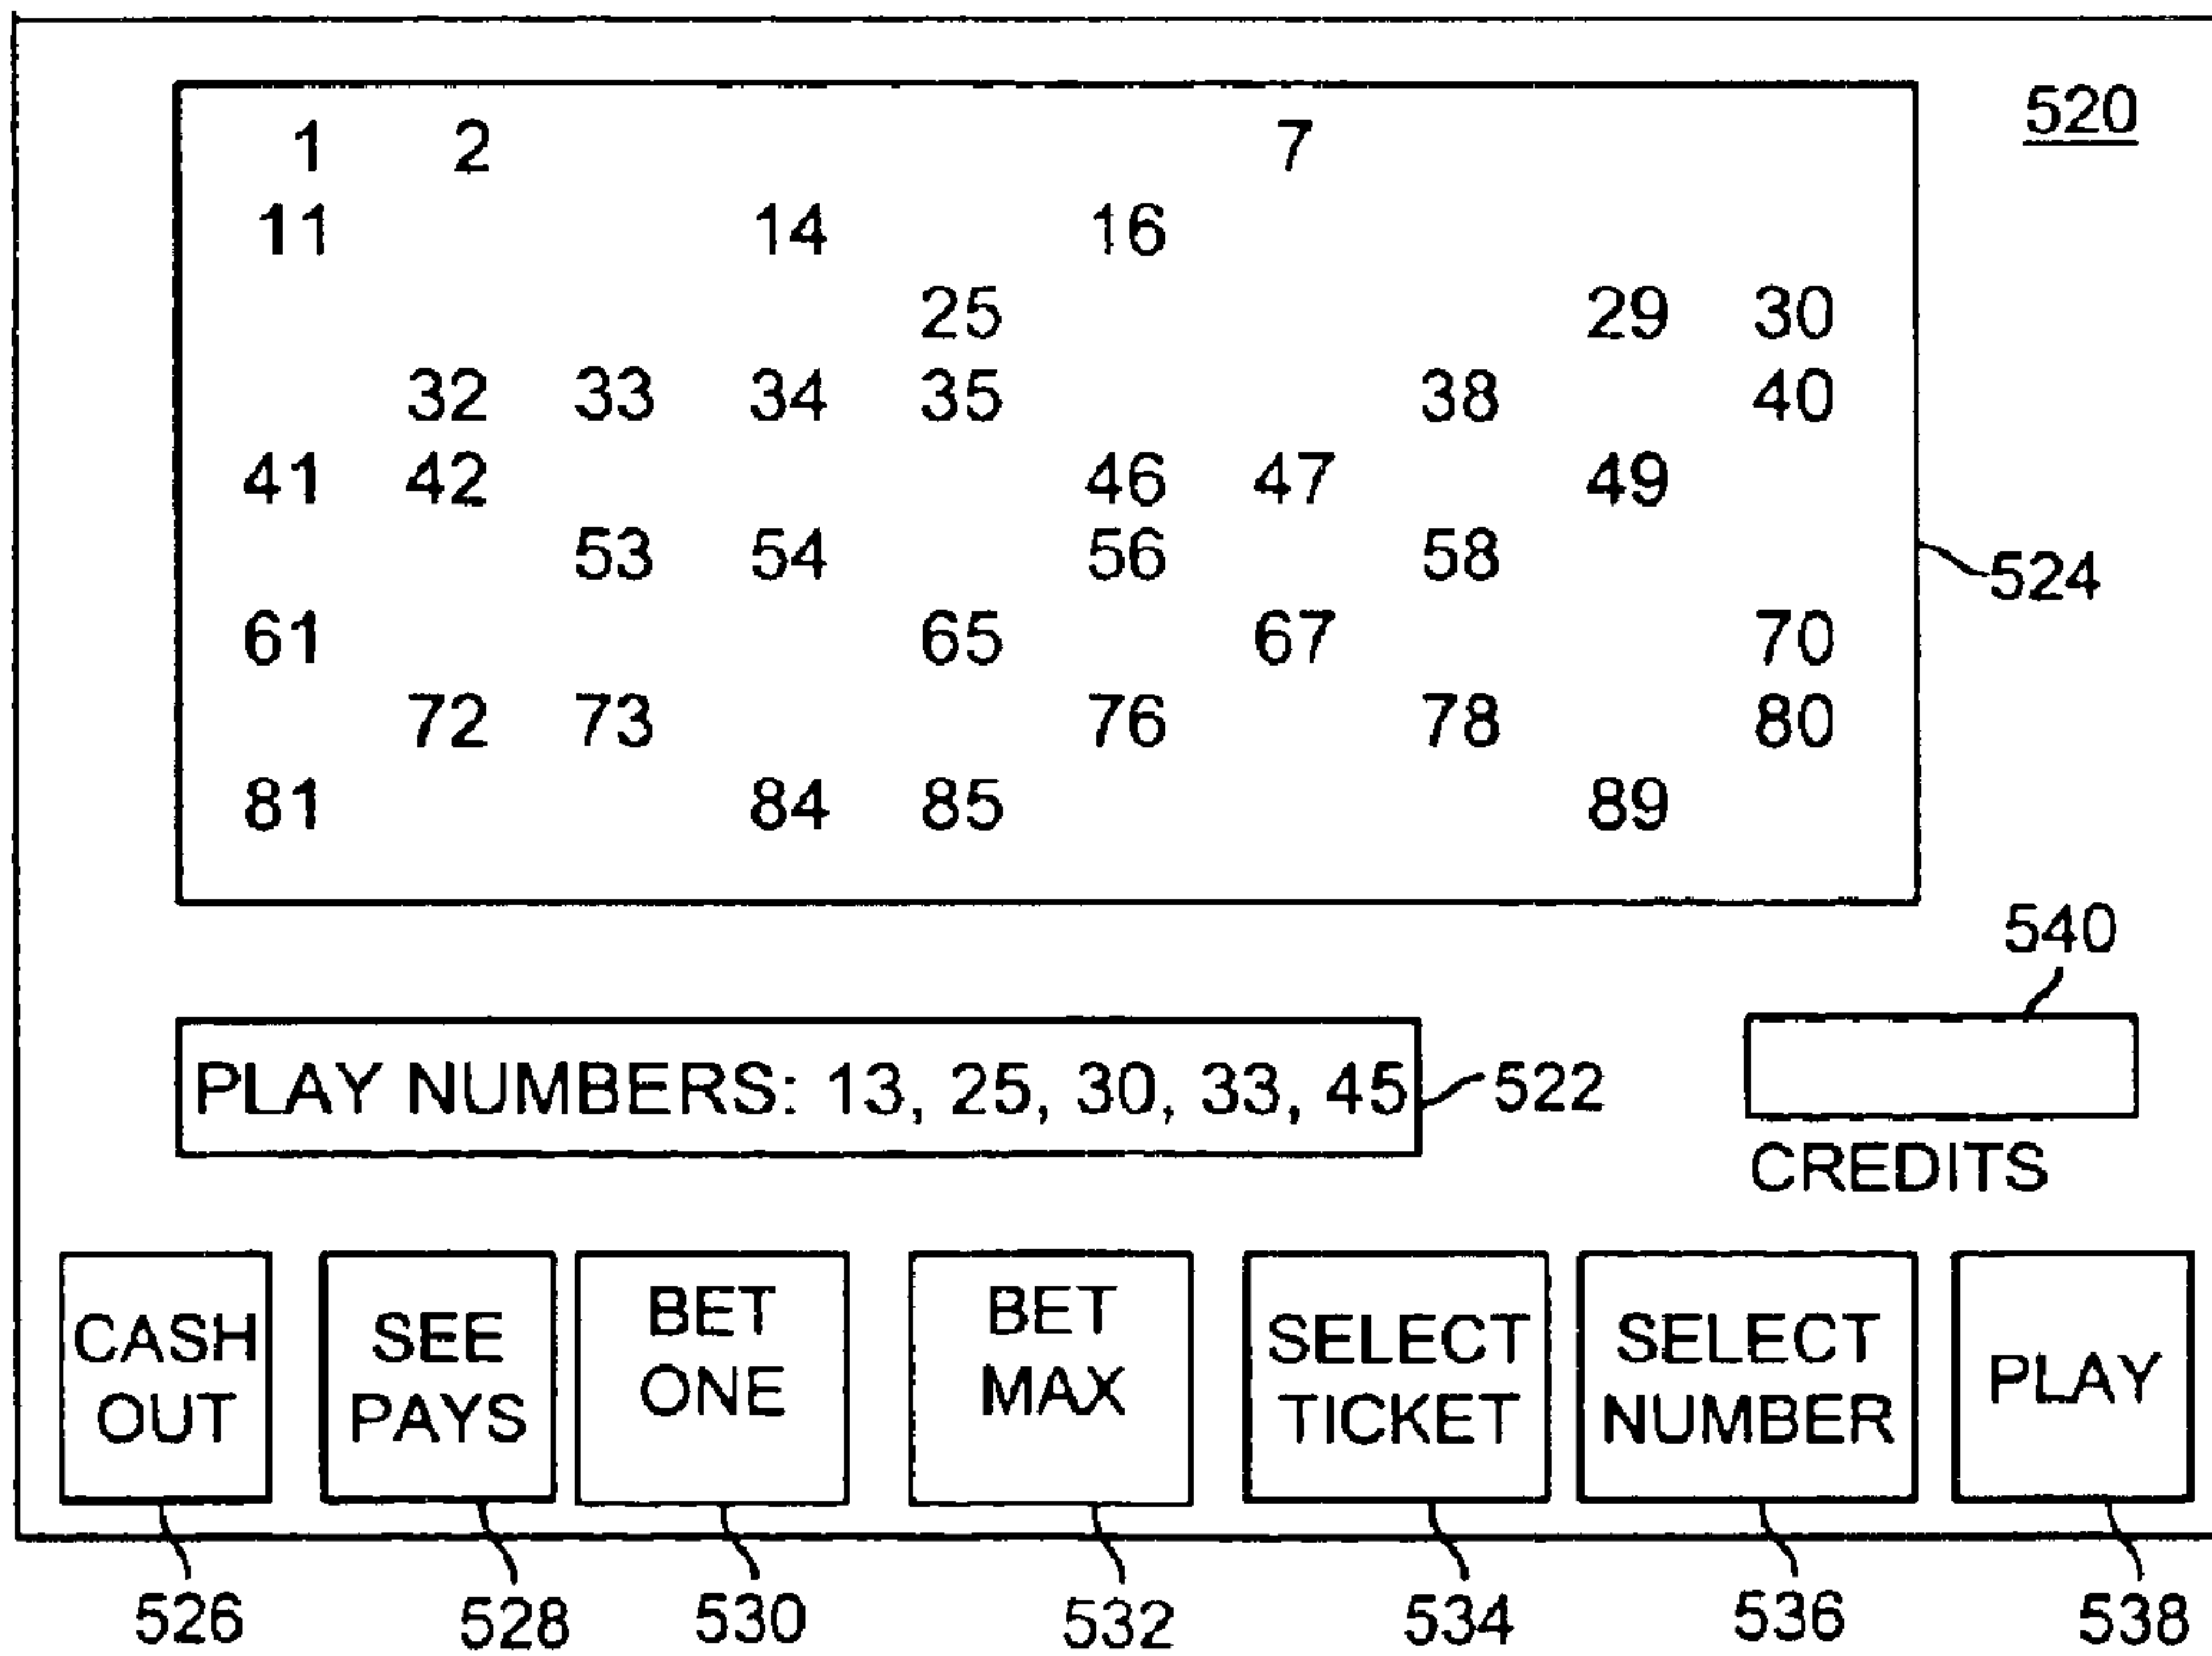 520
1 2 7
11 14 16
25 29 30
32 33 34 35 38 40
41 42 46 47 49
53 54 56 58
524
61 65 67 70
72 73 76 78 80
81 84 85 89
540
PLAY NUMBERS: 13, 25, 30, 33, 45
522
CREDITS
CASH
OUT
SEE
PAYS
BET
ONE
BET
MAX
SELECT
TICKET
SELECT
NUMBER
PLAY
526 528 530 532 534 536 538